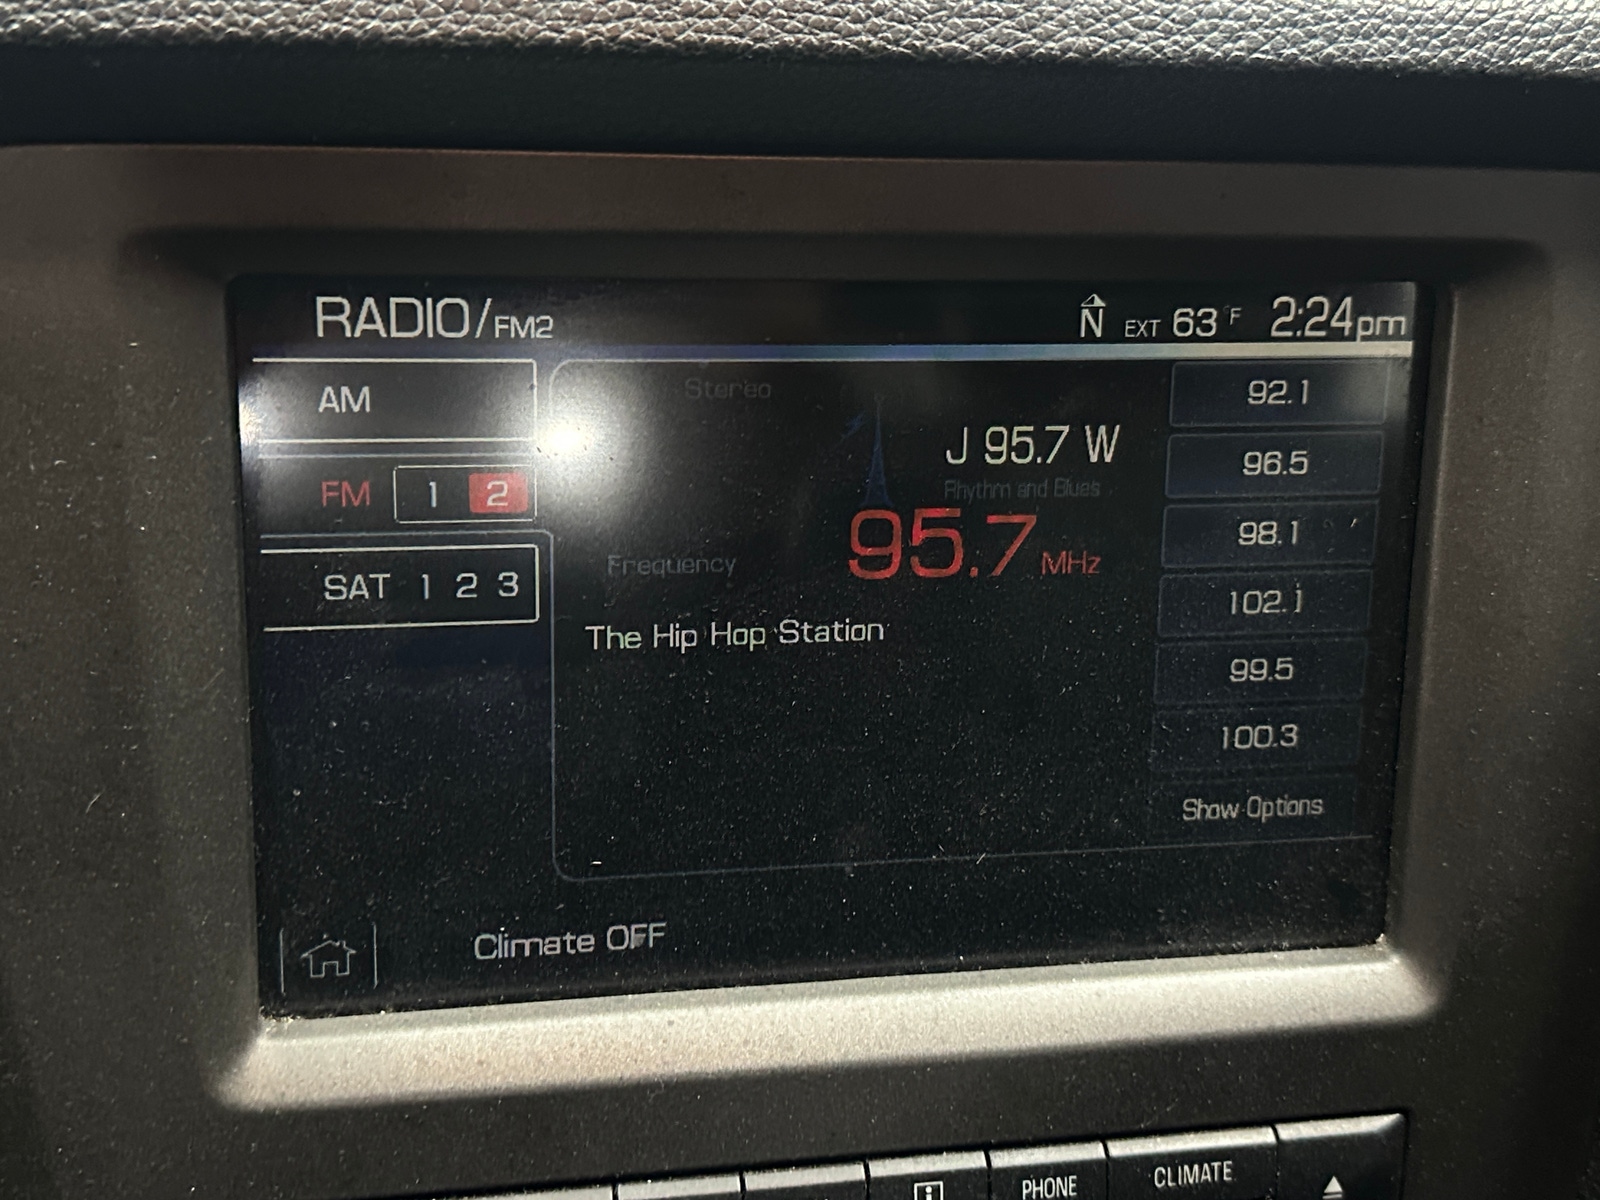 RADIO/FM2
N EXT 63°F 2:24pm
AM
FM 1 2
SAT 1 2 3
Stereo
J 95.7 W
Rhythm and Blues
Frequency 95.7 MHz
The Hip Hop Station
92.1
96.5
98.1
102.1
99.5
100.3
Show Options
Climate OFF
i
PHONE
CLIMATE